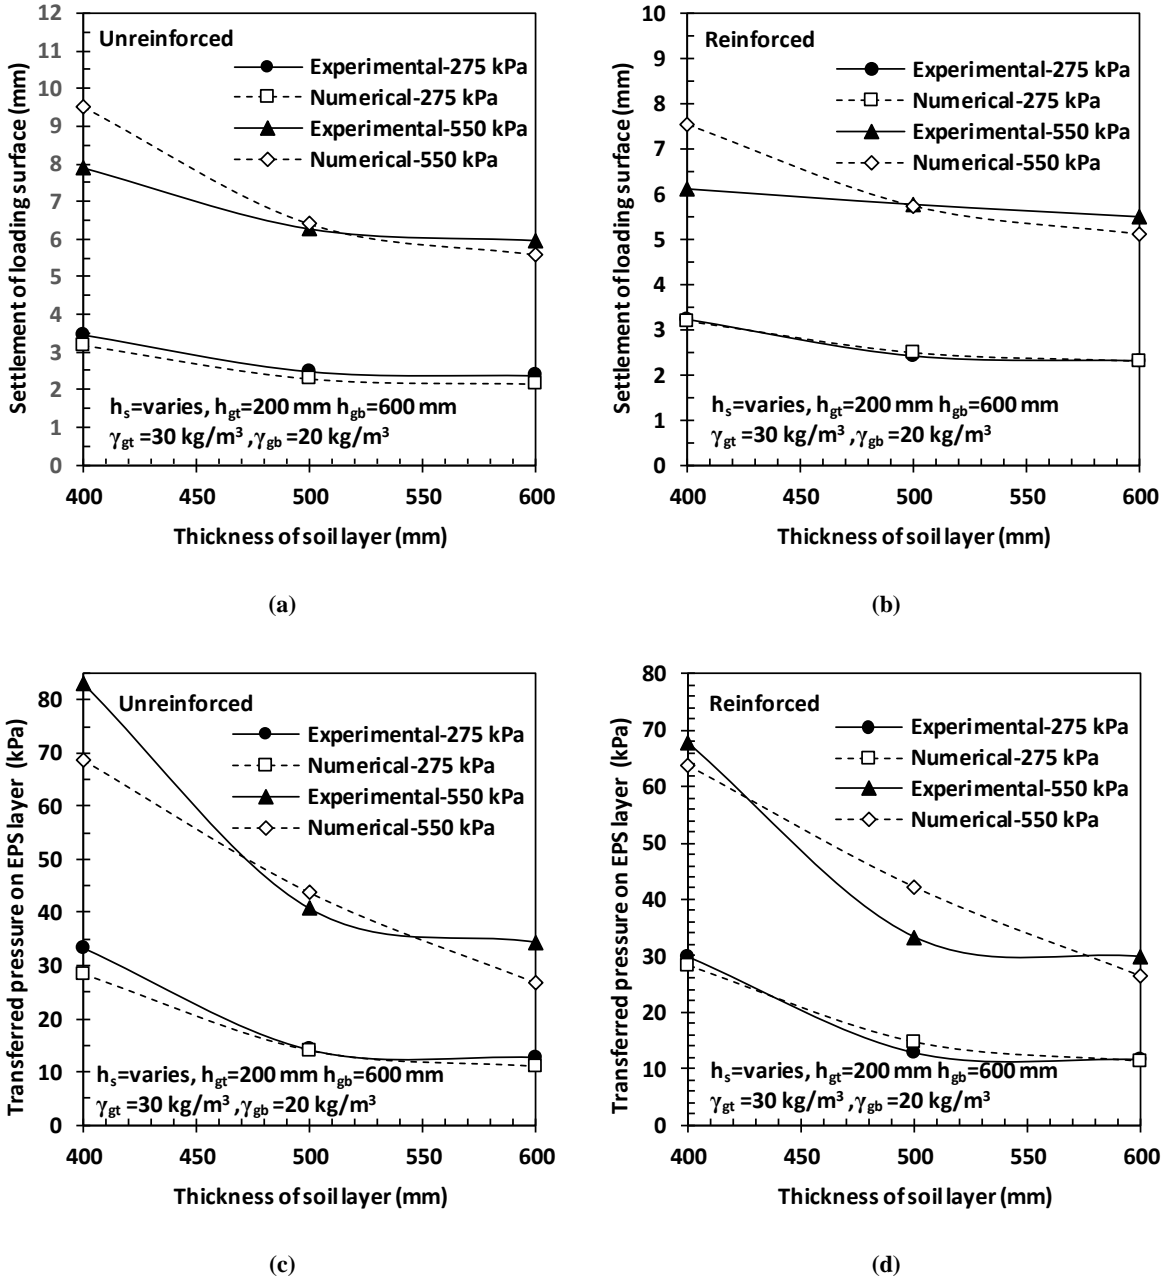 12
11
10
9
8
7
6
5
4
3
2
1
0
Settlement of loading surface (mm)
Unreinforced
Experimental-275 kPa
Numerical-275 kPa
Experimental-550 kPa
Numerical-550 kPa
hs=varies, hgt=200 mm hgb=600 mm
γgt =30 kg/m³ ,γgb =20 kg/m³
400 450 500 550 600
Thickness of soil layer (mm)
(a)
10
9
8
7
6
5
4
3
2
1
0
Settlement of loading surface (mm)
Reinforced
Experimental-275 kPa
Numerical-275 kPa
Experimental-550 kPa
Numerical-550 kPa
hs=varies, hgt=200 mm hgb=600 mm
γgt =30 kg/m³ ,γgb =20 kg/m³
400 450 500 550 600
Thickness of soil layer (mm)
(b)
80
70
60
50
40
30
20
10
0
Transferred pressure on EPS layer (kPa)
Unreinforced
Experimental-275 kPa
Numerical-275 kPa
Experimental-550 kPa
Numerical-550 kPa
hs=varies, hgt=200 mm hgb=600 mm
γgt =30 kg/m³ ,γgb =20 kg/m³
400 450 500 550 600
Thickness of soil layer (mm)
(c)
80
70
60
50
40
30
20
10
0
Transferred pressure on EPS layer (kPa)
Reinforced
Experimental-275 kPa
Numerical-275 kPa
Experimental-550 kPa
Numerical-550 kPa
hs=varies, hgt=200 mm hgb=600 mm
γgt =30 kg/m³ ,γgb =20 kg/m³
400 450 500 550 600
Thickness of soil layer (mm)
(d)